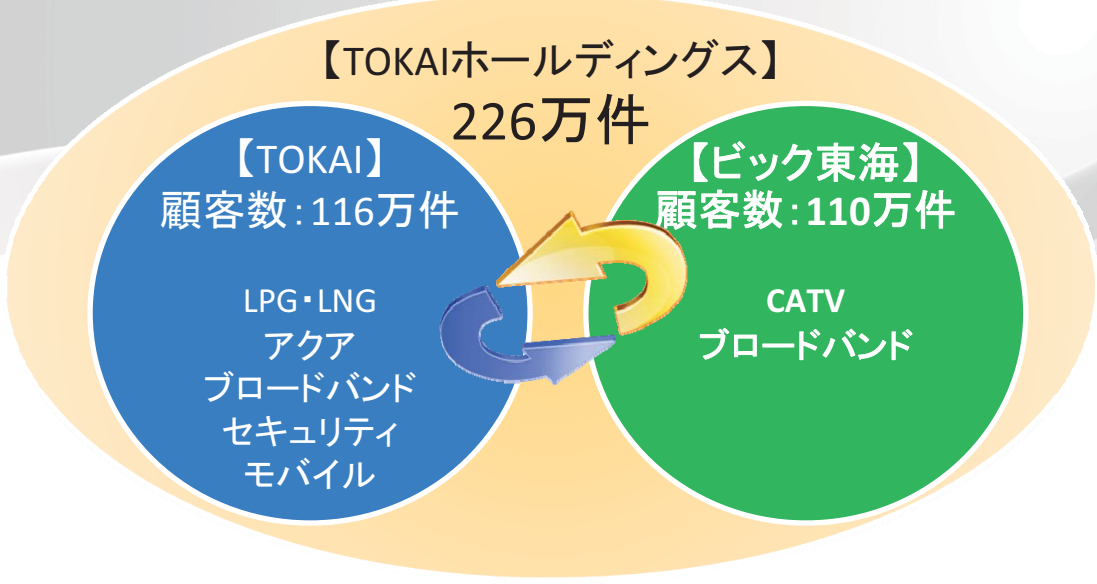 【TOKAIホールディングス】
226万件
【TOKAI】
顧客数：116万件
LPG・LNG
アクア
ブロードバンド
セキュリティ
モバイル
【ビック東海】
顧客数：110万件
CATV
ブロードバンド